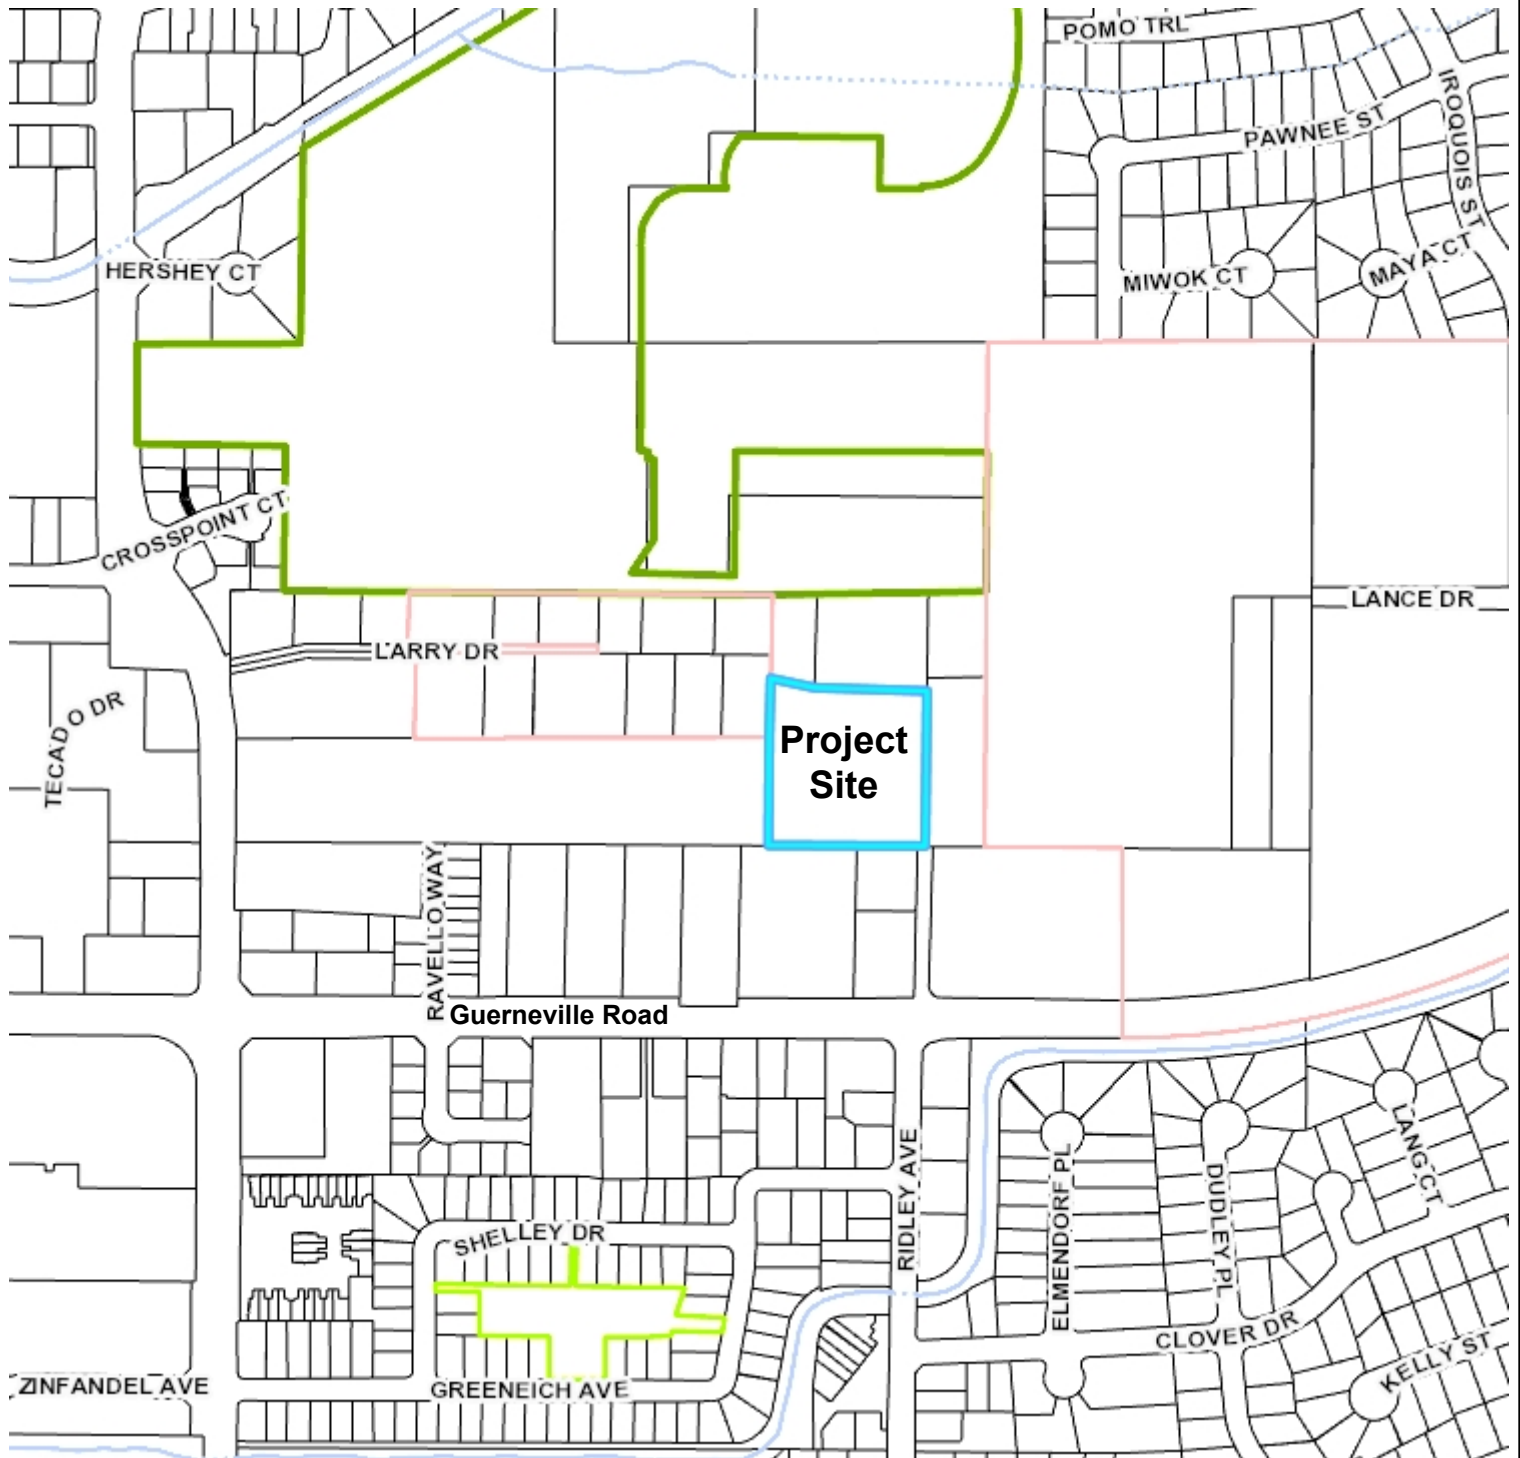 POMO TRL
PAWNEE ST
IROQUOIS ST
HERSHEY CT
MIWOK CT
MAYA CT
CROSSPOINT CT
LANCE DR
LARRY DR
TECADO DR
Project
Site
RAVELLO WAY
Guerneville Road
LANG CT
RIDLEY AVE
ELMENDORF PL
DUDLEY PL
SHELLEY DR
CLOVER DR
KELLY ST
ZINFANDEL AVE
GREENEICH AVE